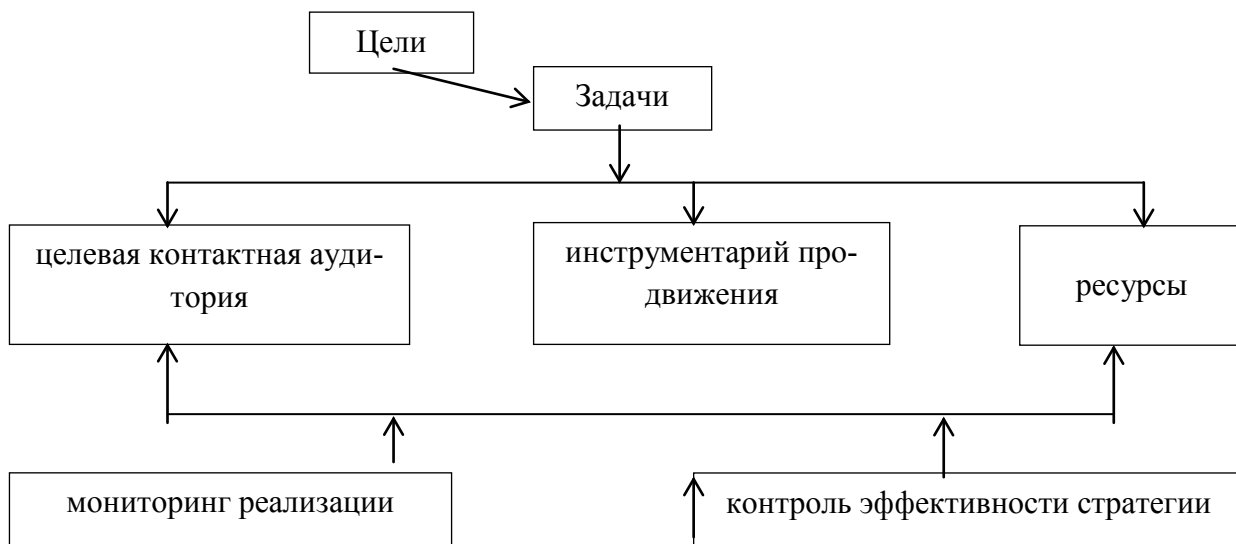 Цели
Задачи
целевая контактная ауди-
тория
инструментарий про-
движения
ресурсы
мониторинг реализации
контроль эффективности стратегии